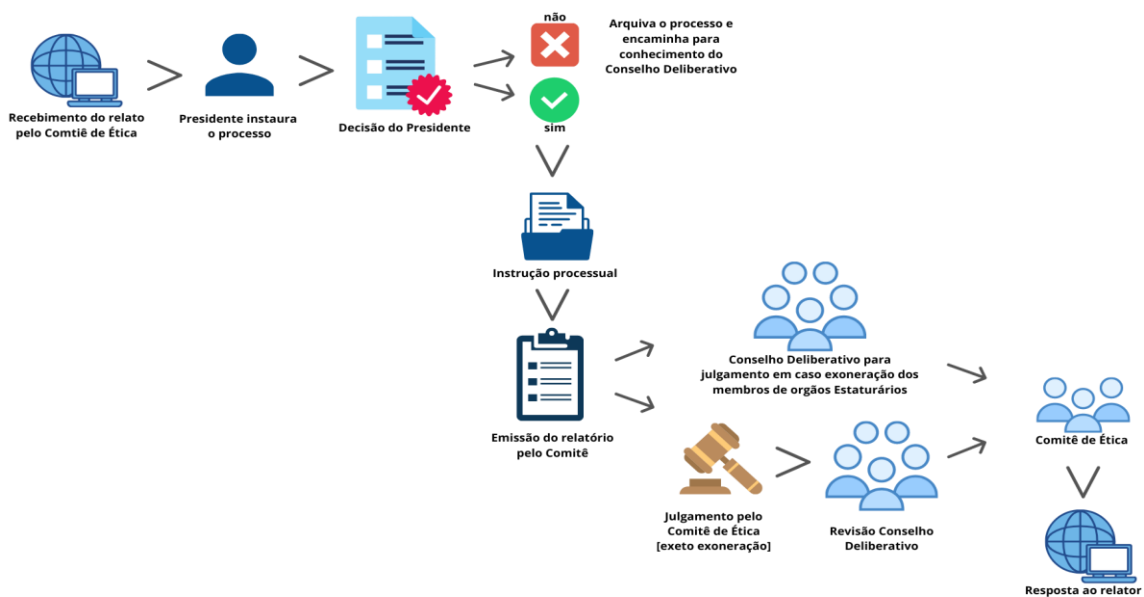 Recebimento do relato
pelo Comtiê de Ética
Presidente instaura
o processo
Decisão do Presidente
não
sim
Arquiva o processo e
encaminha para
conhecimento do
Conselho Deliberativo
Instrução processual
Emissão do relatório
pelo Comitê
Conselho Deliberativo para
julgamento em caso exoneração dos
membros de orgãos Estaturários
Julgamento pelo
Comitê de Ética
[exeto exoneração]
Revisão Conselho
Deliberativo
Comitê de Ética
Resposta ao relator